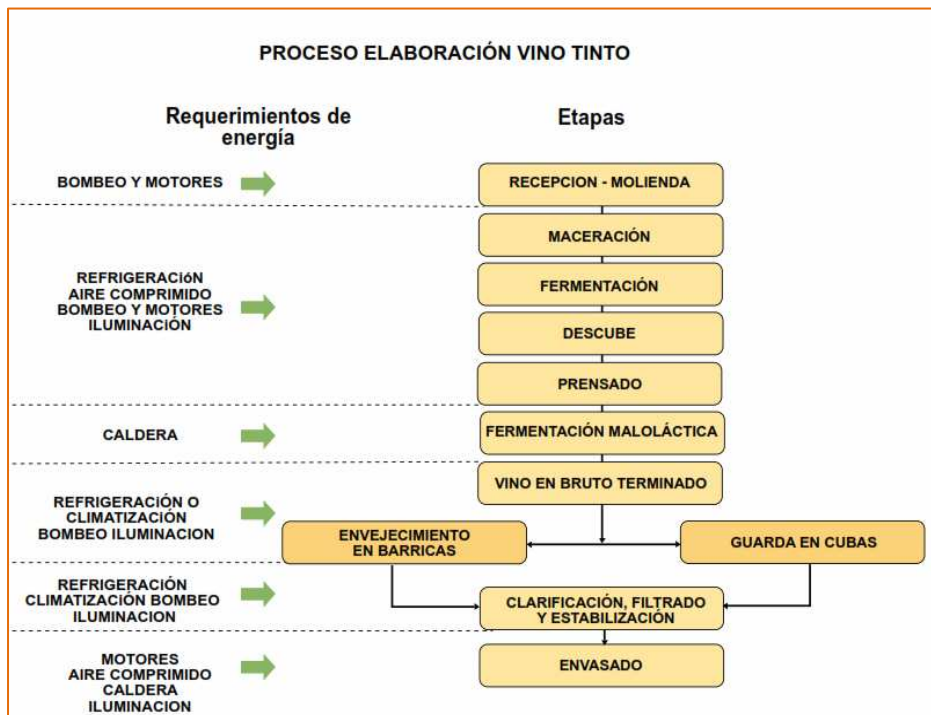 PROCESO ELABORACIÓN VINO TINTO
Requerimientos de
energía
Etapas
BOMBEO Y MOTORES
RECEPCION - MOLIENDA
MACERACIÓN
REFRIGERACIóN
AIRE COMPRIMIDO
BOMBEO Y MOTORES
ILUMINACIÓN
FERMENTACIÓN
DESCUBE
PRENSADO
CALDERA
FERMENTACIÓN MALOLÁCTICA
VINO EN BRUTO TERMINADO
REFRIGERACIÓN O
CLIMATIZACIÓN
BOMBEO ILUMINACION
ENVEJECIMIENTO
EN BARRICAS
GUARDA EN CUBAS
REFRIGERACIÓN
CLIMATIZACIÓN BOMBEO
ILUMINACION
CLARIFICACIÓN, FILTRADO
Y ESTABILIZACIÓN
MOTORES
AIRE COMPRIMIDO
CALDERA
ILUMINACION
ENVASADO